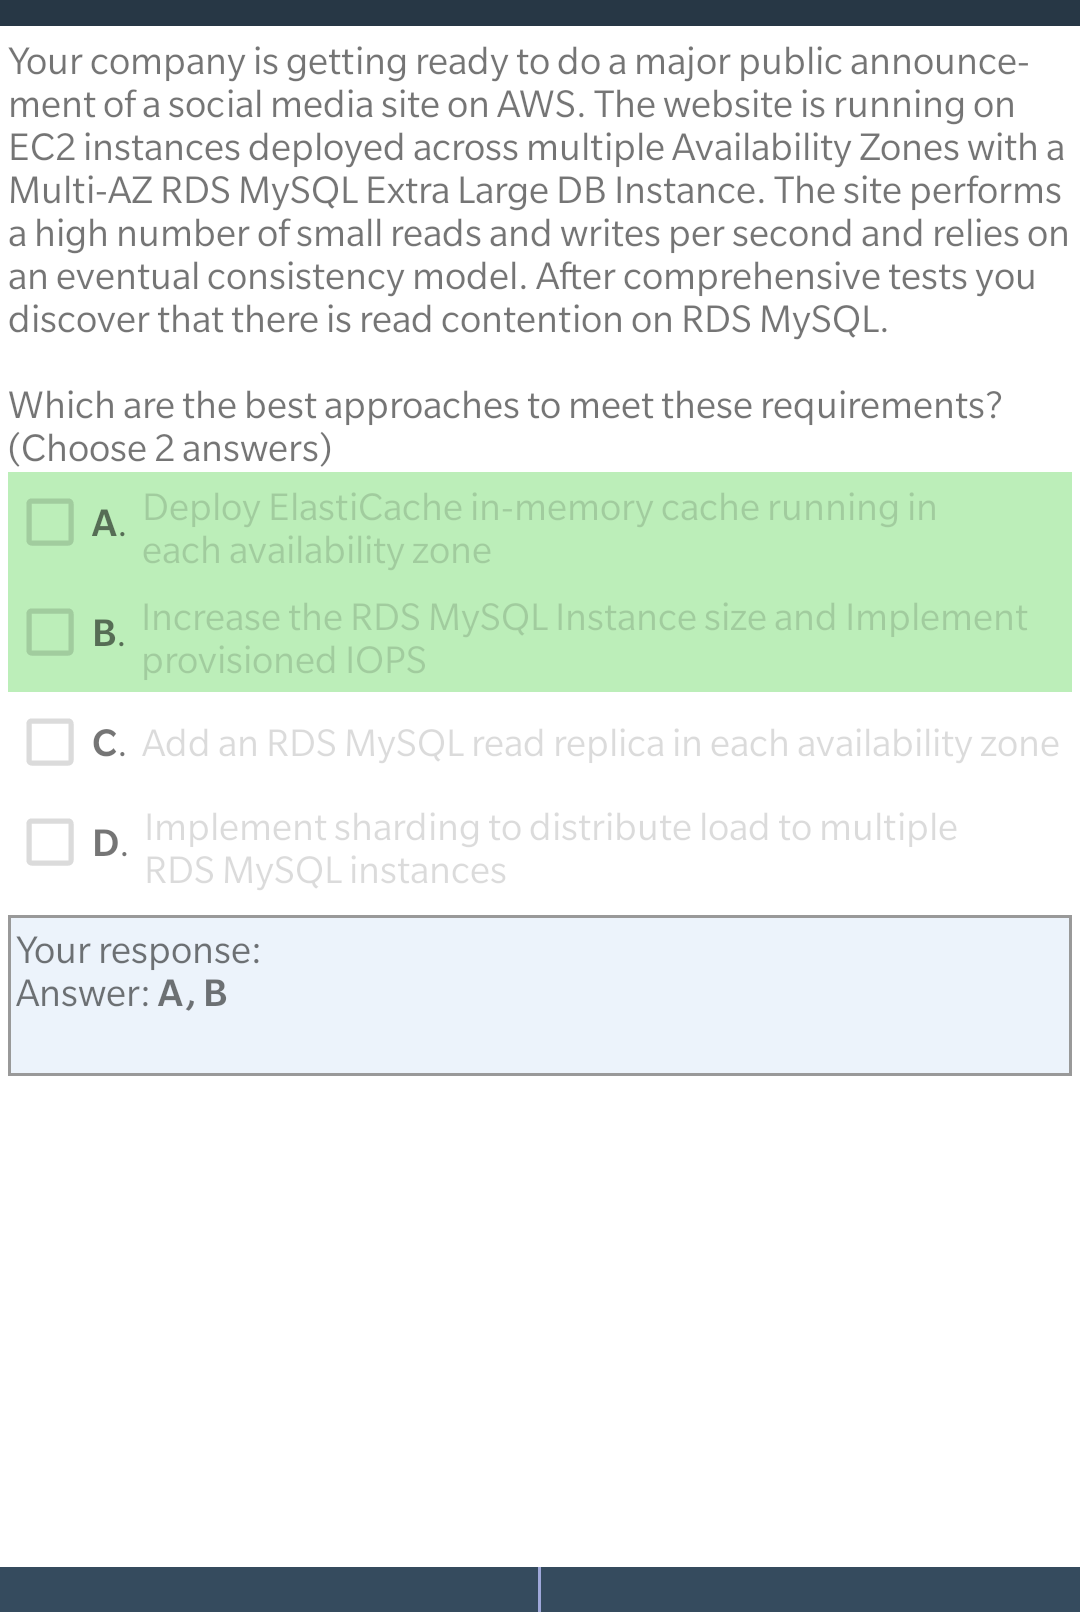 Your company is getting ready to do a major public announce-
ment of a social media site on AWS. The website is running on
EC2 instances deployed across multiple Availability Zones with a
Multi-AZ RDS MySQL Extra Large DB Instance. The site performs
a high number of small reads and writes per second and relies on
an eventual consistency model. After comprehensive tests you
discover that there is read contention on RDS MySQL.
Which are the best approaches to meet these requirements?
(Choose 2 answers)
A. Deploy ElastiCache in-memory cache running in
each availability zone
B. Increase the RDS MySQL Instance size and Implement
provisioned IOPS
C. Add an RDS MySQL read replica in each availability zone
D. Implement sharding to distribute load to multiple
RDS MySQL instances
Your response:
Answer: A, B